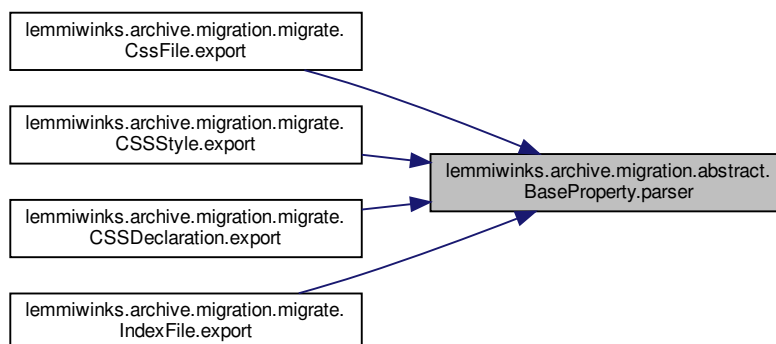 lemmiwinks.archive.migration.migrate.
CssFile.export
lemmiwinks.archive.migration.migrate.
CSSStyle.export
lemmiwinks.archive.migration.abstract.
BaseProperty.parser
lemmiwinks.archive.migration.migrate.
CSSDeclaration.export
lemmiwinks.archive.migration.migrate.
IndexFile.export